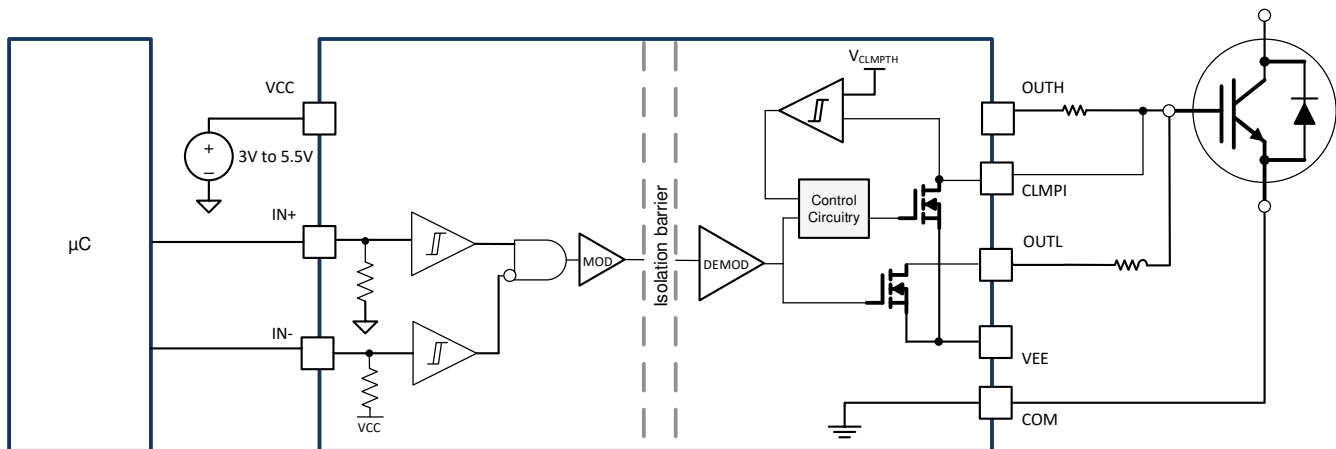 µC
VCC
+
−
3V to 5.5V
IN+
IN-
VCC
MOD
Isolation barrier
DEMOD
VCLMPTH
Control
Circuitry
OUTH
CLMPI
OUTL
VEE
COM